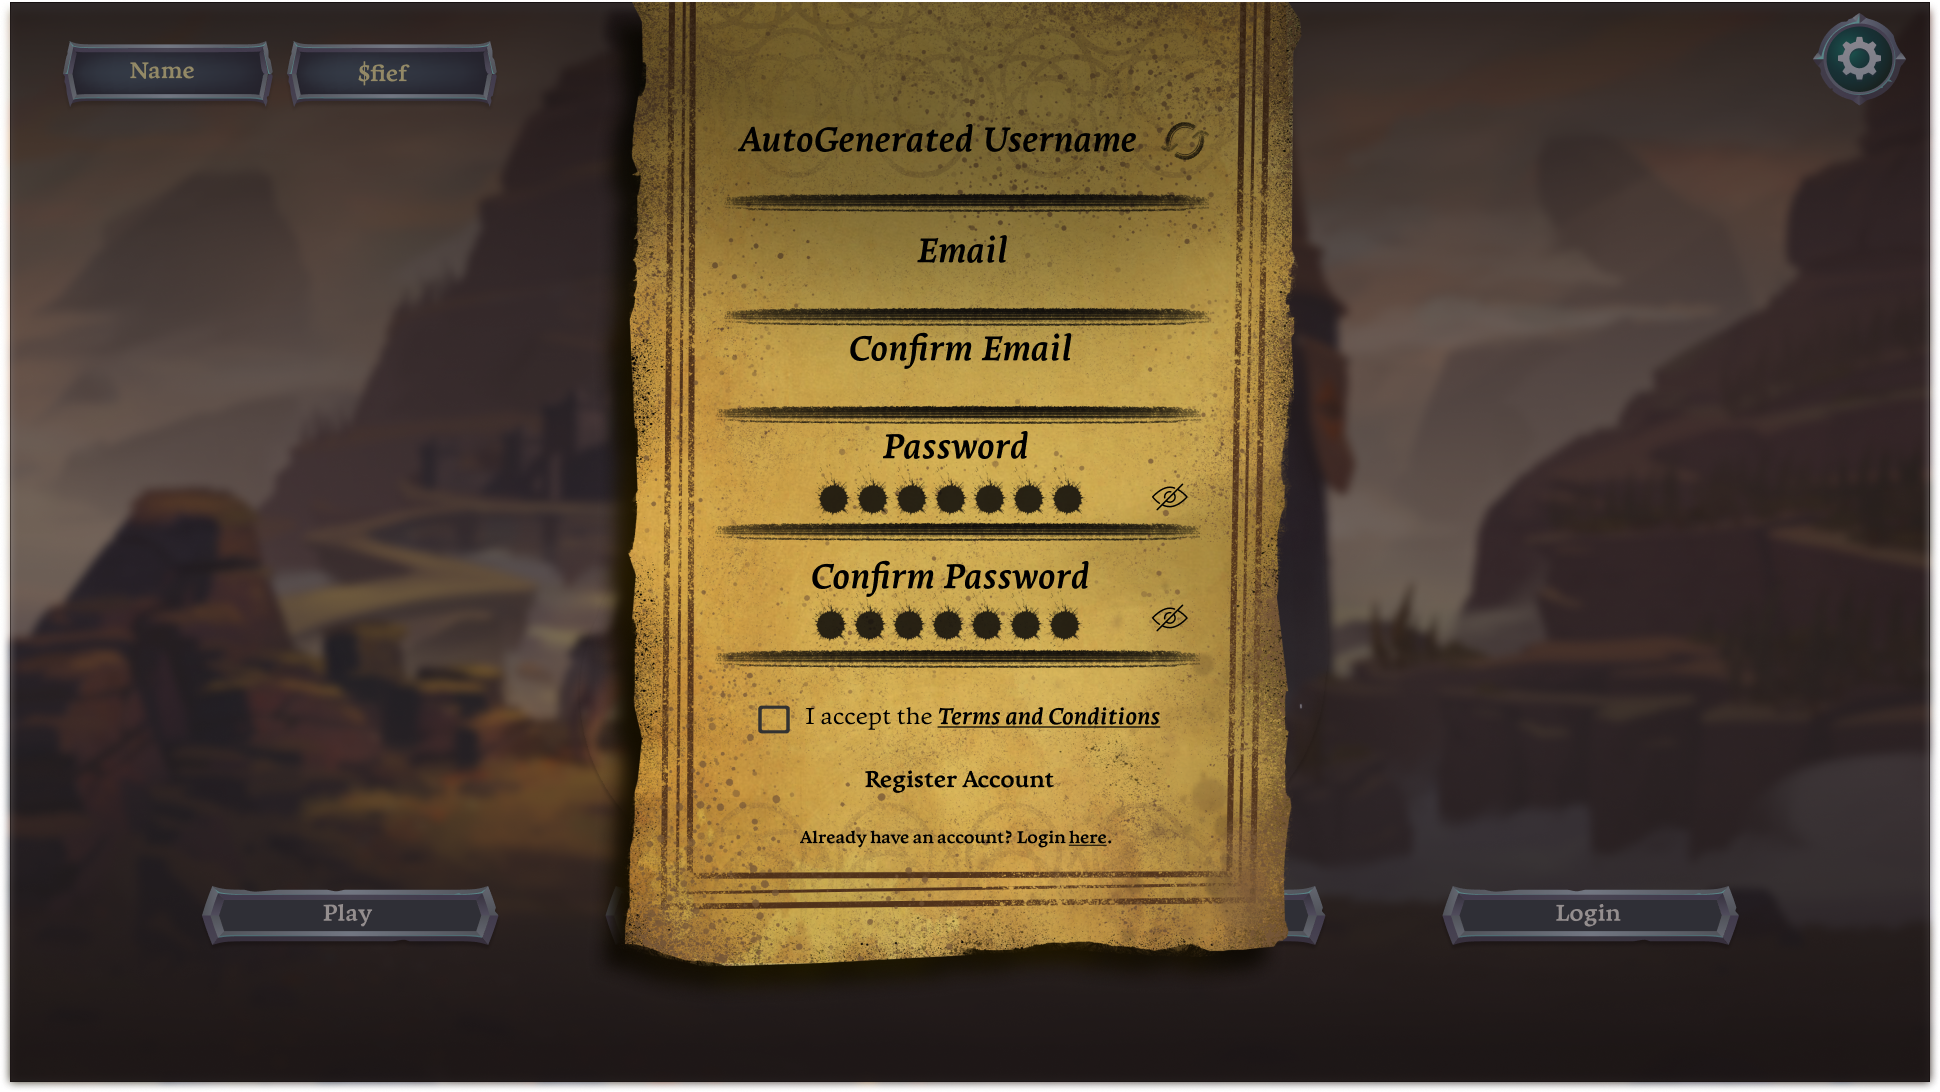 Name
$fief
AutoGenerated Username
Email
Confirm Email
Password
Confirm Password
I accept the Terms and Conditions
Register Account
Already have an account? Login here.
Play
Login